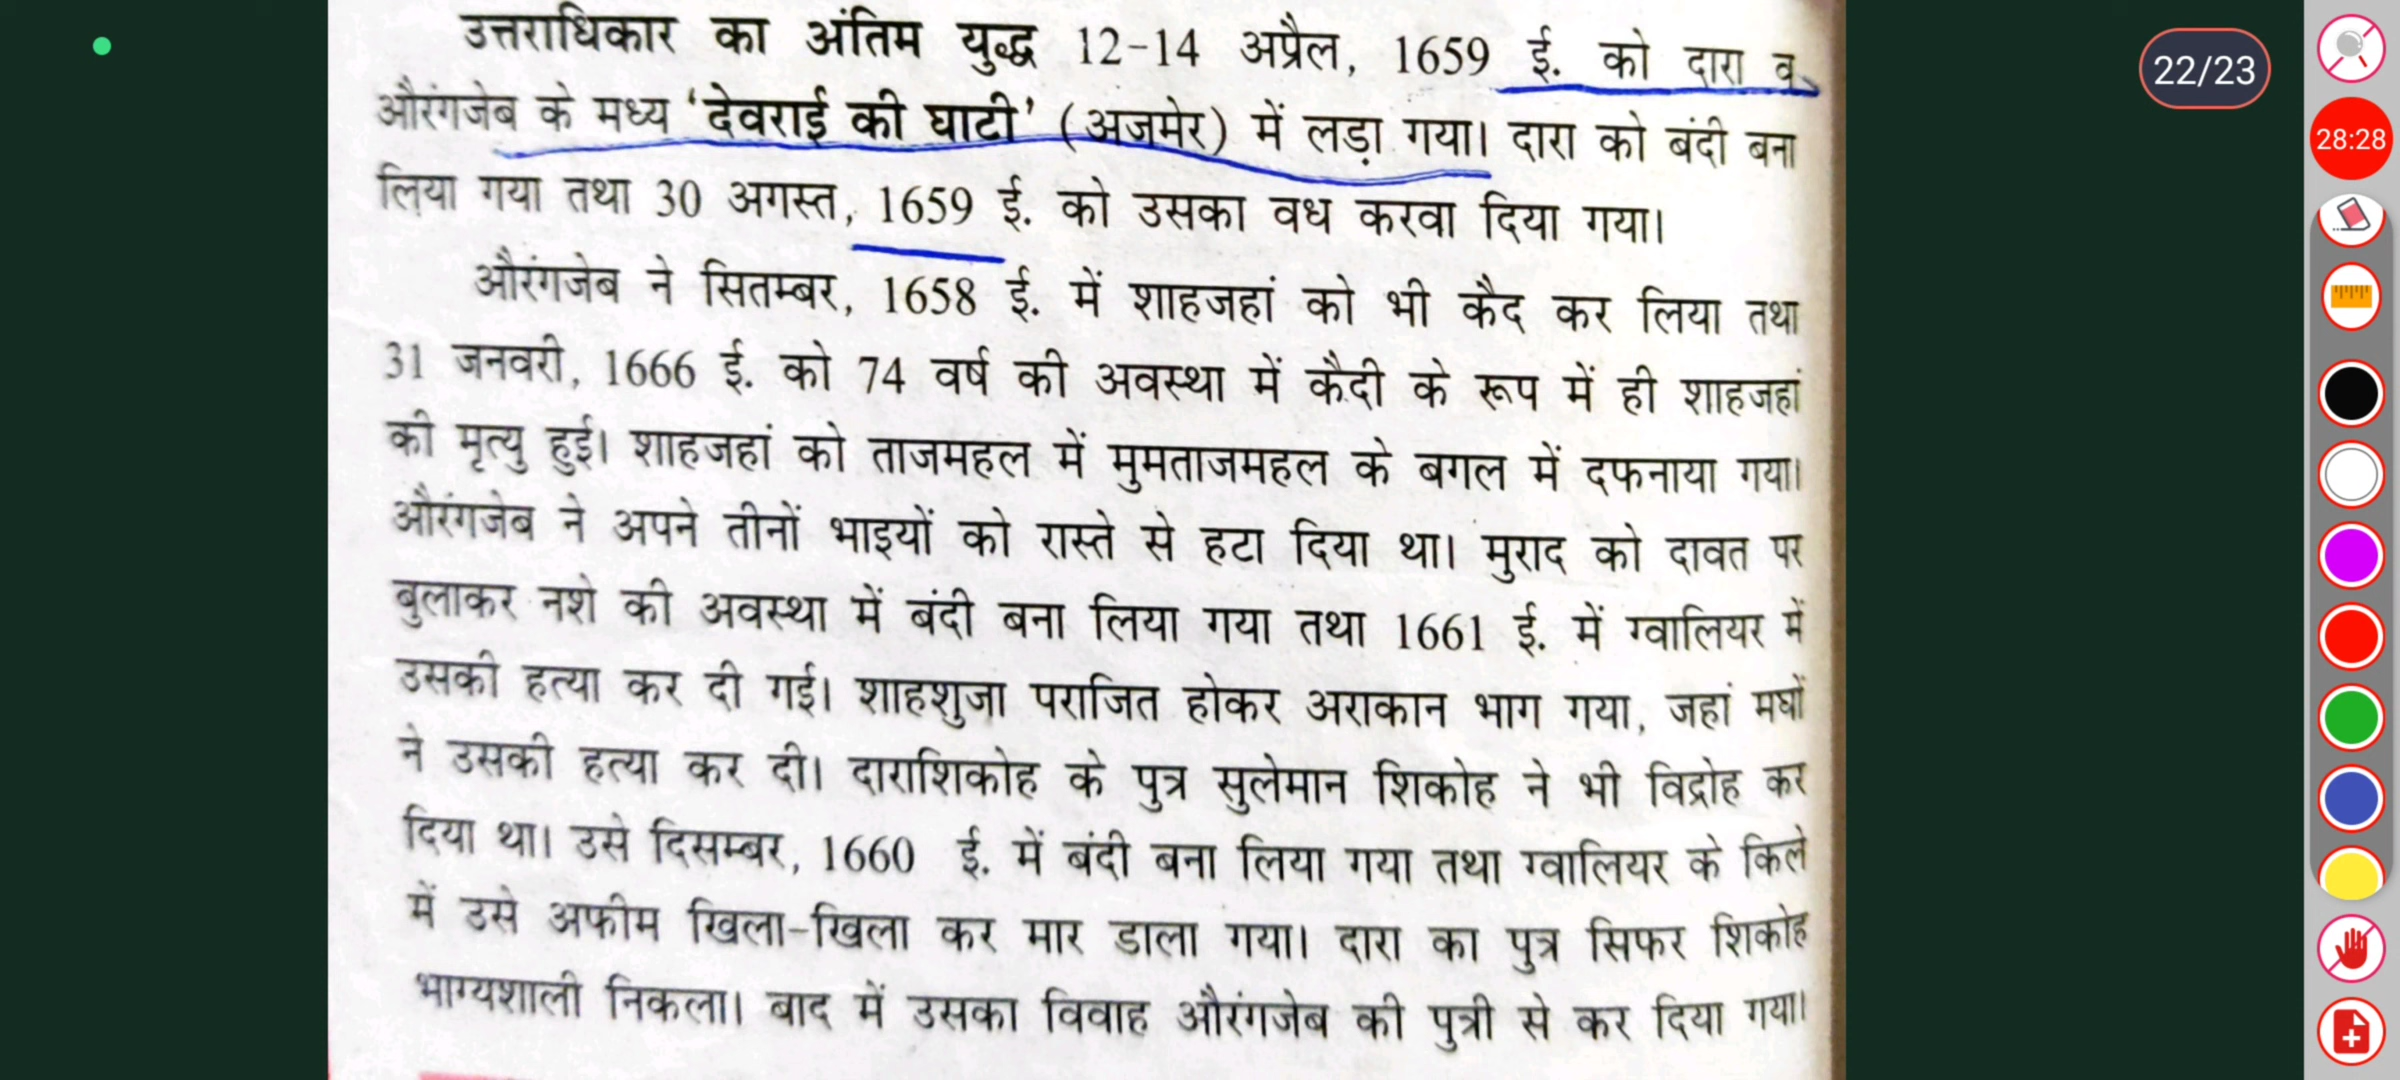 उत्तराधिकार का अंतिम युद्ध 12-14 अप्रैल, 1659 ई. को दारा व
औरंगजेब के मध्य ‘देवराई की घाटी’ (अजमेर) में लड़ा गया। दारा को बंदी बना
लिया गया तथा 30 अगस्त, 1659 ई. को उसका वध करवा दिया गया।
औरंगजेब ने सितम्बर, 1658 ई. में शाहजहां को भी कैद कर लिया तथा
31 जनवरी, 1666 ई. को 74 वर्ष की अवस्था में कैदी के रूप में ही शाहजहां
की मृत्यु हुई। शाहजहां को ताजमहल में मुमताजमहल के बगल में दफनाया गया।
औरंगजेब ने अपने तीनों भाइयों को रास्ते से हटा दिया था। मुराद को दावत पर
बुलाकर नशे की अवस्था में बंदी बना लिया गया तथा 1661 ई. में ग्वालियर में
उसकी हत्या कर दी गई। शाहशुजा पराजित होकर अराकान भाग गया, जहां मघों
ने उसकी हत्या कर दी। दाराशिकोह के पुत्र सुलेमान शिकोह ने भी विद्रोह कर
दिया था। उसे दिसम्बर, 1660 ई. में बंदी बना लिया गया तथा ग्वालियर के किले
में उसे अफीम खिला-खिला कर मार डाला गया। दारा का पुत्र सिफर शिकोह
भाग्यशाली निकला। बाद में उसका विवाह औरंगजेब की पुत्री से कर दिया गया।
22/23
28:28